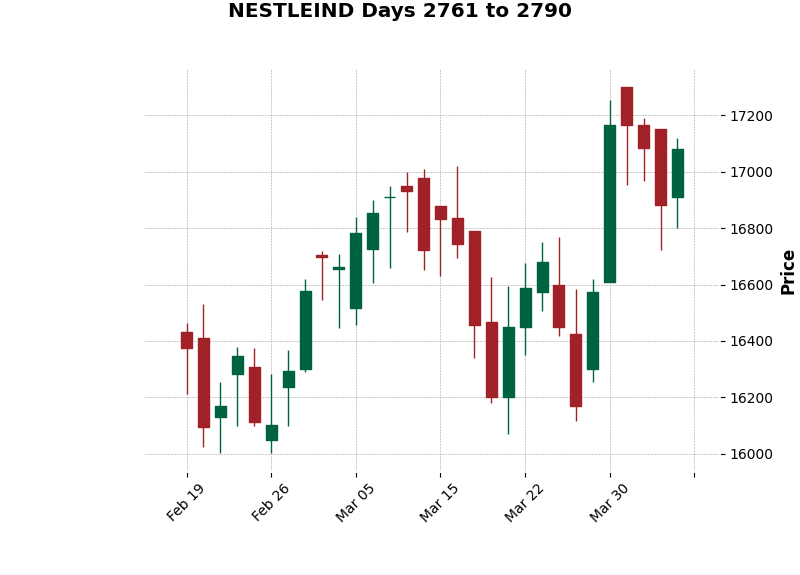 NESTLEIND Days 2761 to 2790
17200
17000
16800
16600
16400
16200
16000
Price
Feb 19
Feb 26
Mar 05
Mar 15
Mar 22
Mar 30